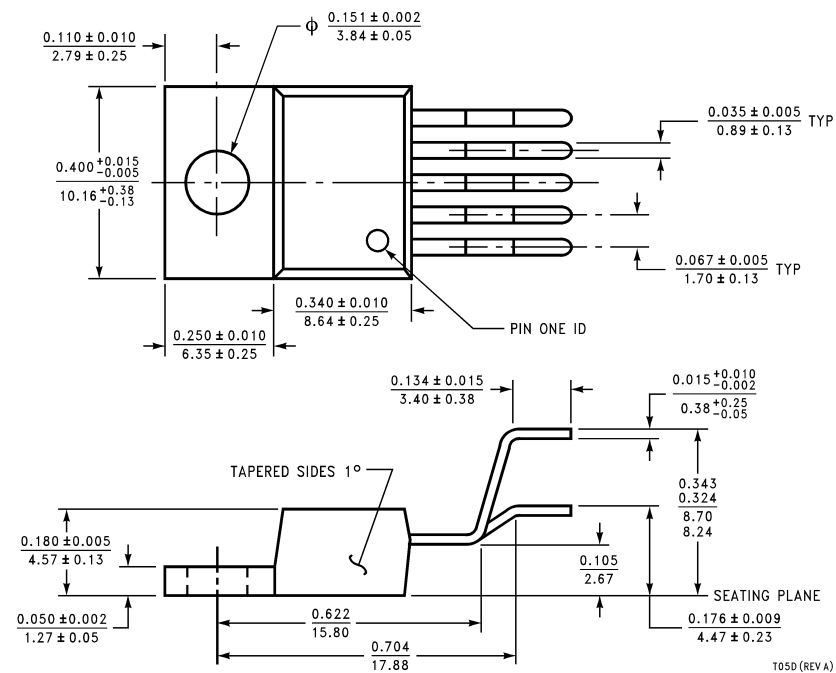 ϕ 0.151 ± 0.002
3.84 ± 0.05
0.110 ± 0.010
2.79 ± 0.25
0.035 ± 0.005 TYP
0.89 ± 0.13
0.400 +0.015 -0.005
10.16 +0.38 -0.13
0.067 ± 0.005 TYP
1.70 ± 0.13
0.340 ± 0.010
8.64 ± 0.25
PIN ONE ID
0.250 ± 0.010
6.35 ± 0.25
0.134 ± 0.015
3.40 ± 0.38
0.015 +0.010 -0.002
0.38 +0.25 -0.05
TAPERED SIDES 1°
0.343
0.324
8.70
8.24
0.180 ± 0.005
4.57 ± 0.13
0.105
2.67
SEATING PLANE
0.050 ± 0.002
1.27 ± 0.05
0.622
15.80
0.176 ± 0.009
4.47 ± 0.23
0.704
17.88
T05D (REV A)